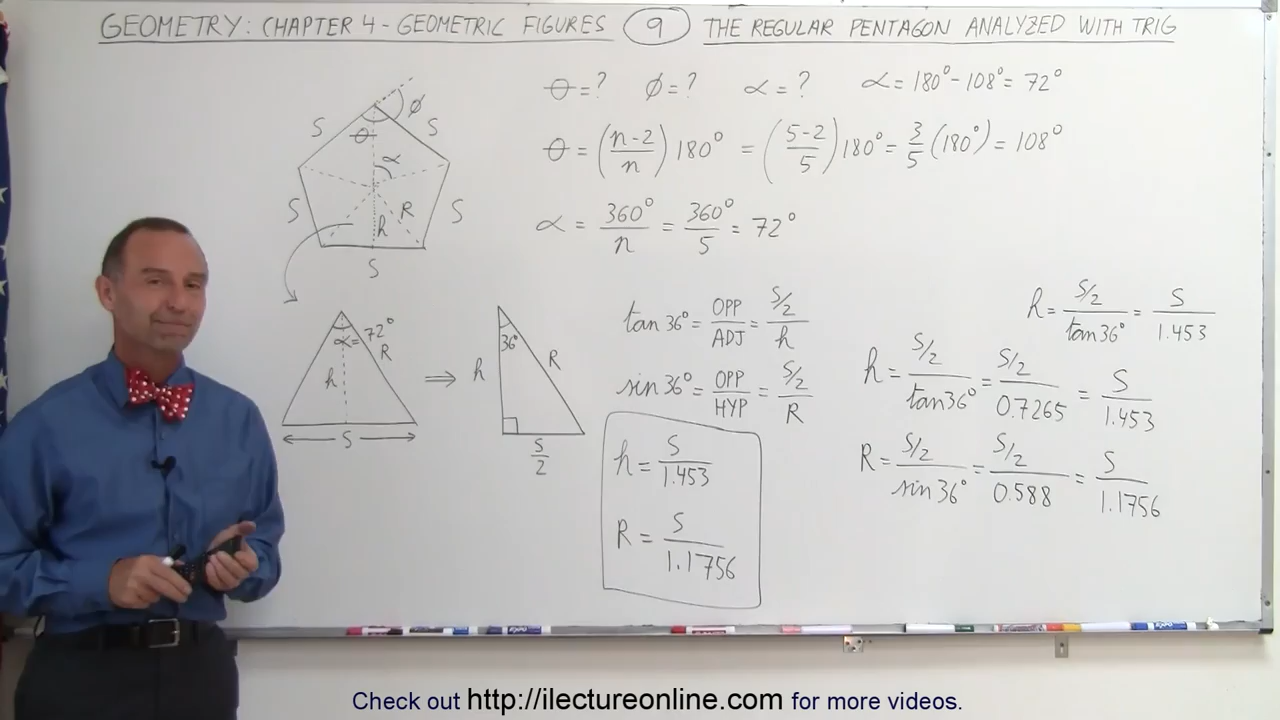 GEOMETRY: CHAPTER 4 - GEOMETRIC FIGURES 9 THE REGULAR PENTAGON ANALYZED WITH TRIG
θ = ? ϕ = ? α = ? α = 180° - 108° = 72°
θ = ((n-2)/n) 180° = ((5-2)/5) 180° = 3/5 (180°) = 108°
α = 360°/n = 360°/5 = 72°
S S ϕ
θ
α
S R S
h
S
α = 72°
R
h
S
36°
h R
S/2
tan 36° = OPP/ADJ = (S/2)/h
sin 36° = OPP/HYP = (S/2)/R
h = S/1.453
R = S/1.1756
h = (S/2)/tan 36° = S/1.453
h = (S/2)/tan 36° = (S/2)/0.7265 = S/1.453
R = (S/2)/sin 36° = (S/2)/0.588 = S/1.1756
Check out http://ilectureonline.com for more videos.